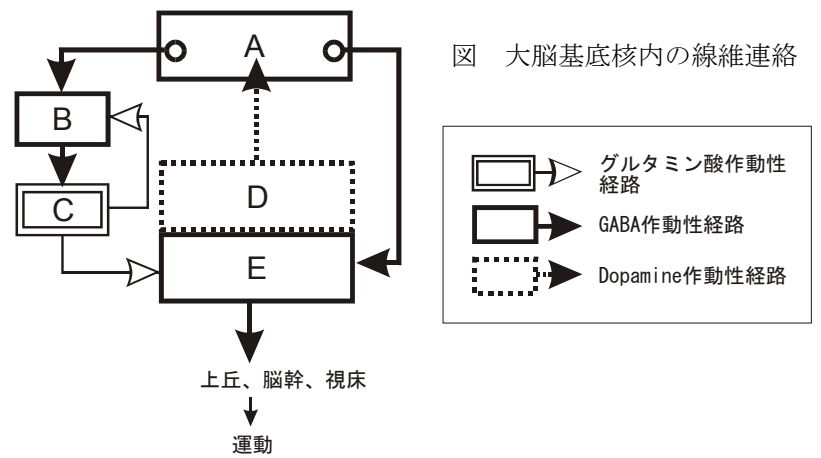 図 大脳基底核内の線維連絡
A
B
C
D
E
上丘、脳幹、視床
運動
グルタミン酸作動性
経路
GABA作動性経路
Dopamine作動性経路